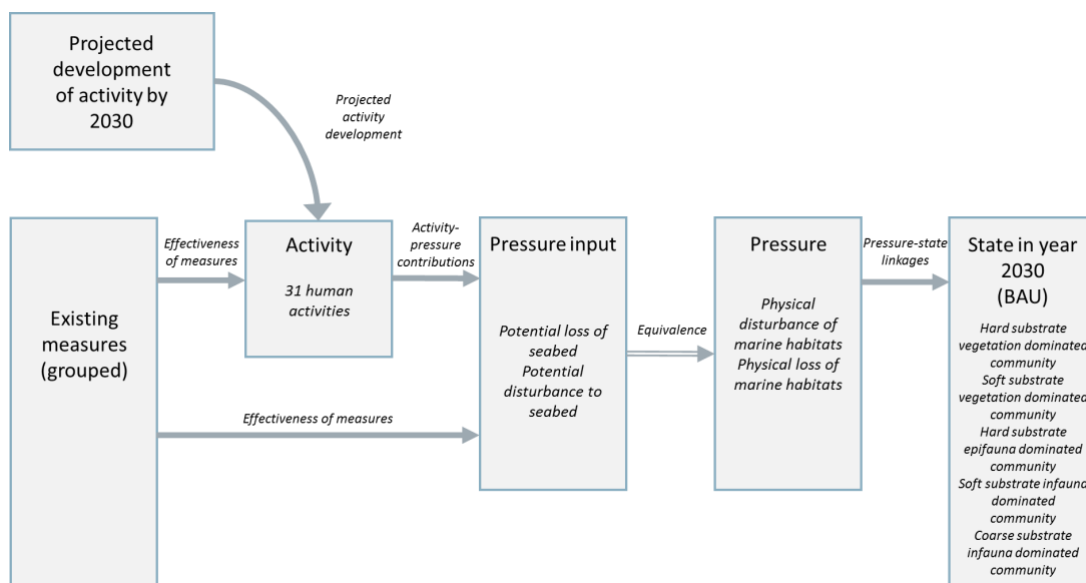 Projected
development
of activity by
2030
Projected
activity
development
Existing
measures
(grouped)
Effectiveness
of measures
Activity
31 human
activities
Activity-
pressure
contributions
Effectiveness of measures
Pressure input
Potential loss of
seabed
Potential
disturbance to
seabed
Equivalence
Pressure
Physical
disturbance of
marine habitats
Physical loss of
marine habitats
Pressure-state
linkages
State in year
2030
(BAU)
Hard substrate
vegetation dominated
community
Soft substrate
vegetation dominated
community
Hard substrate
epifauna dominated
community
Soft substrate infauna
dominated
community
Coarse substrate
infauna dominated
community